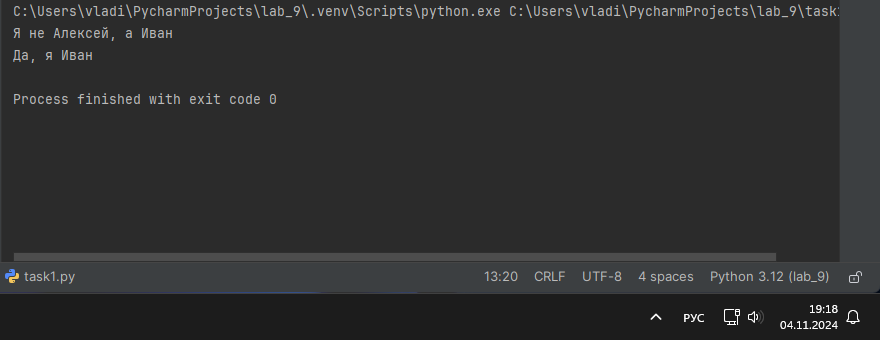 C:\Users\vladi\PycharmProjects\lab_9\.venv\Scripts\python.exe C:\Users\vladi\PycharmProjects\lab_9\task1
Я не Алексей, а Иван
Да, я Иван
Process finished with exit code 0
task1.py 13:20 CRLF UTF-8 4 spaces Python 3.12 (lab_9)
РУС 19:18
04.11.2024